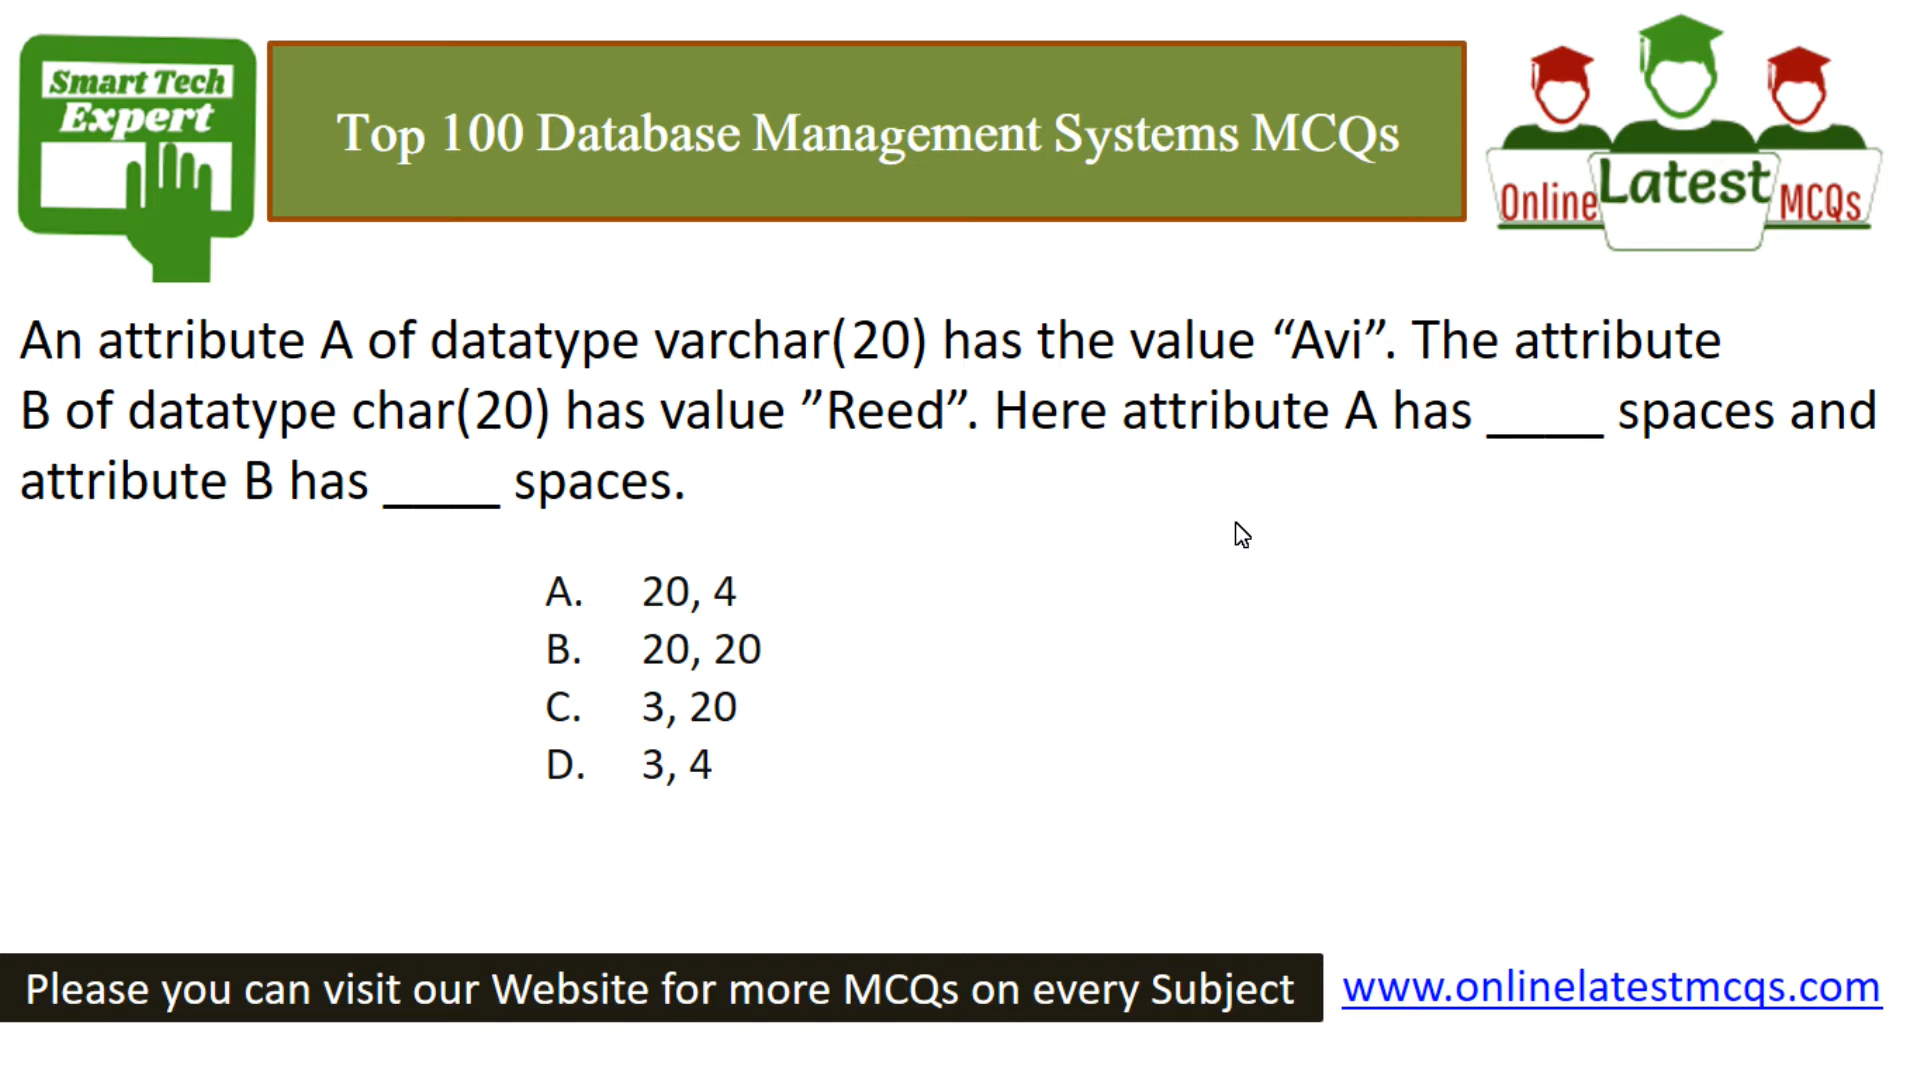 Smart Tech
Expert
Top 100 Database Management Systems MCQs
Online Latest MCQs
An attribute A of datatype varchar(20) has the value “Avi”. The attribute
B of datatype char(20) has value ”Reed”. Here attribute A has ____ spaces and
attribute B has ____ spaces.
A. 20, 4
B. 20, 20
C. 3, 20
D. 3, 4
Please you can visit our Website for more MCQs on every Subject
www.onlinelatestmcqs.com